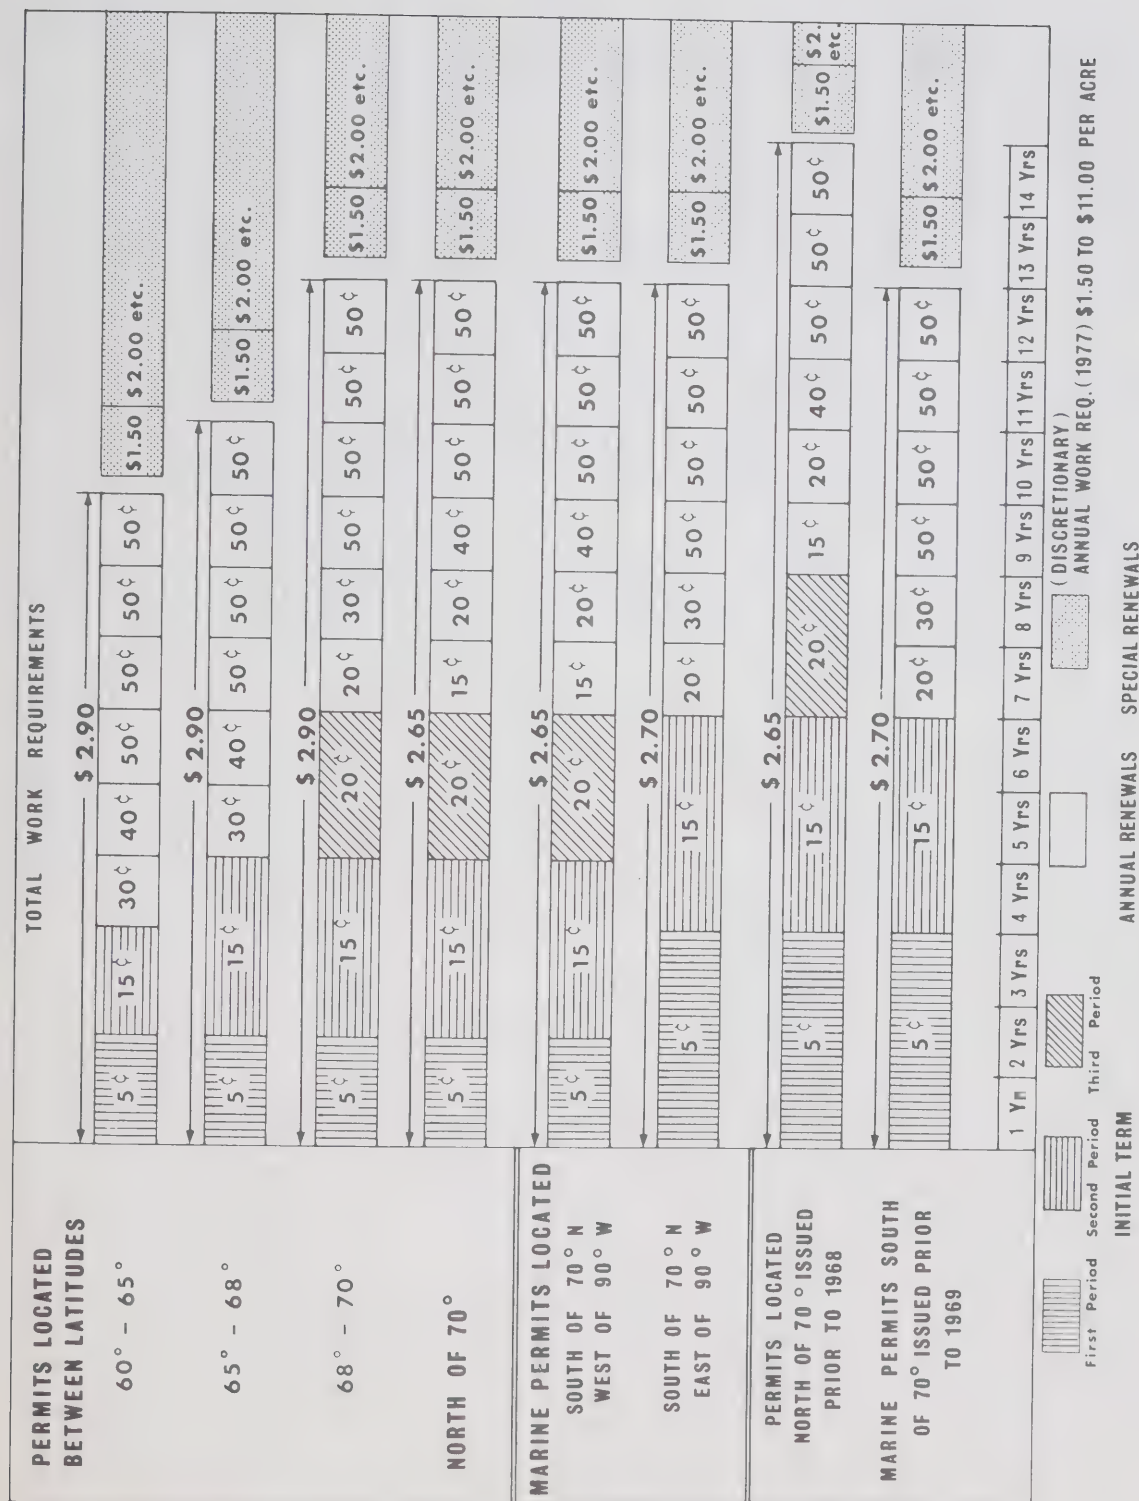 TOTAL WORK REQUIREMENTS
PERMITS LOCATED
BETWEEN LATITUDES
60° - 65°
$ 2.90
5¢ 15¢ 30¢ 40¢ 50¢ 50¢ 50¢ 50¢ $1.50 $2.00 etc.
65° - 68°
$ 2.90
5¢ 15¢ 30¢ 40¢ 50¢ 50¢ 50¢ 50¢ $1.50 $2.00 etc.
68° - 70°
$ 2.90
5¢ 15¢ 20¢ 20¢ 30¢ 50¢ 50¢ 50¢ 50¢ $1.50 $2.00 etc.
NORTH OF 70°
$ 2.65
5¢ 15¢ 20¢ 15¢ 20¢ 40¢ 50¢ 50¢ 50¢ $1.50 $2.00 etc.
MARINE PERMITS LOCATED
SOUTH OF 70° N
WEST OF 90° W
$ 2.65
5¢ 15¢ 20¢ 15¢ 20¢ 40¢ 50¢ 50¢ 50¢ $1.50 $2.00 etc.
SOUTH OF 70° N
EAST OF 90° W
$ 2.70
5¢ 15¢ 20¢ 30¢ 50¢ 50¢ 50¢ 50¢ $1.50 $2.00 etc.
PERMITS LOCATED
NORTH OF 70° ISSUED
PRIOR TO 1968
$ 2.65
5¢ 15¢ 20¢ 15¢ 20¢ 40¢ 50¢ 50¢ 50¢ $1.50 $2. etc.
MARINE PERMITS SOUTH
OF 70° ISSUED PRIOR
TO 1969
$ 2.70
5¢ 15¢ 20¢ 30¢ 50¢ 50¢ 50¢ 50¢ $1.50 $2.00 etc.
1 Yr 2 Yrs 3 Yrs 4 Yrs 5 Yrs 6 Yrs 7 Yrs 8 Yrs 9 Yrs 10 Yrs 11 Yrs 12 Yrs 13 Yrs 14 Yrs
First Period Second Period Third Period
(DISCRETIONARY)
ANNUAL WORK REQ.(1977) $1.50 TO $11.00 PER ACRE
INITIAL TERM ANNUAL RENEWALS SPECIAL RENEWALS